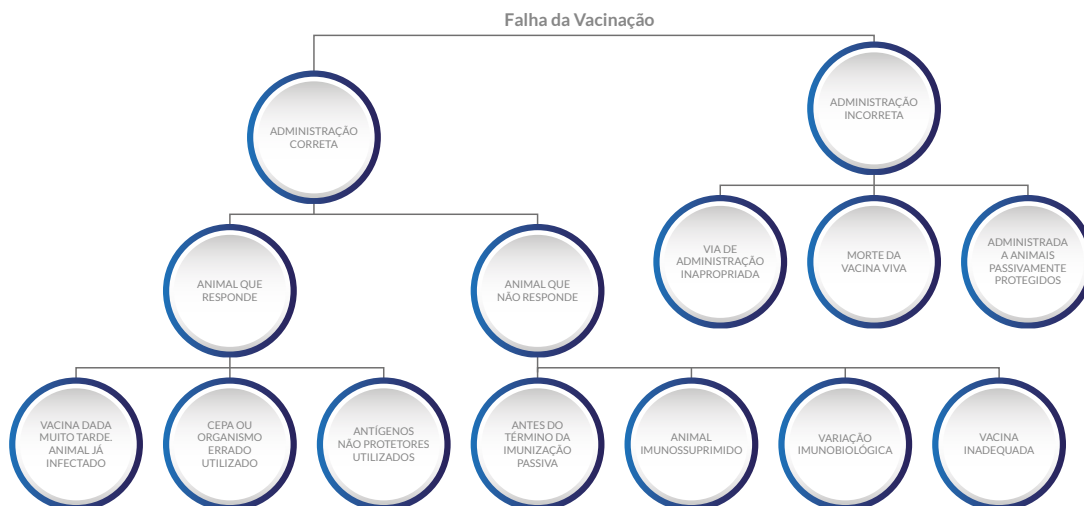 Falha da Vacinação
ADMINISTRAÇÃO
CORRETA
ADMINISTRAÇÃO
INCORRETA
ANIMAL QUE
RESPONDE
ANIMAL QUE
NÃO RESPONDE
VIA DE
ADMINISTRAÇÃO
INAPROPRIADA
MORTE DA
VACINA VIVA
ADMINISTRADA
A ANIMAIS
PASSIVAMENTE
PROTEGIDOS
VACINA DADA
MUITO TARDE.
ANIMAL JÁ
INFECTADO
CEPA OU
ORGANISMO
ERRADO
UTILIZADO
ANTÍGENOS
NÃO PROTETORES
UTILIZADOS
ANTES DO
TÉRMINO DA
IMUNIZAÇÃO
PASSIVA
ANIMAL
IMUNOSSUPRIMIDO
VARIAÇÃO
IMUNOBIOLÓGICA
VACINA
INADEQUADA